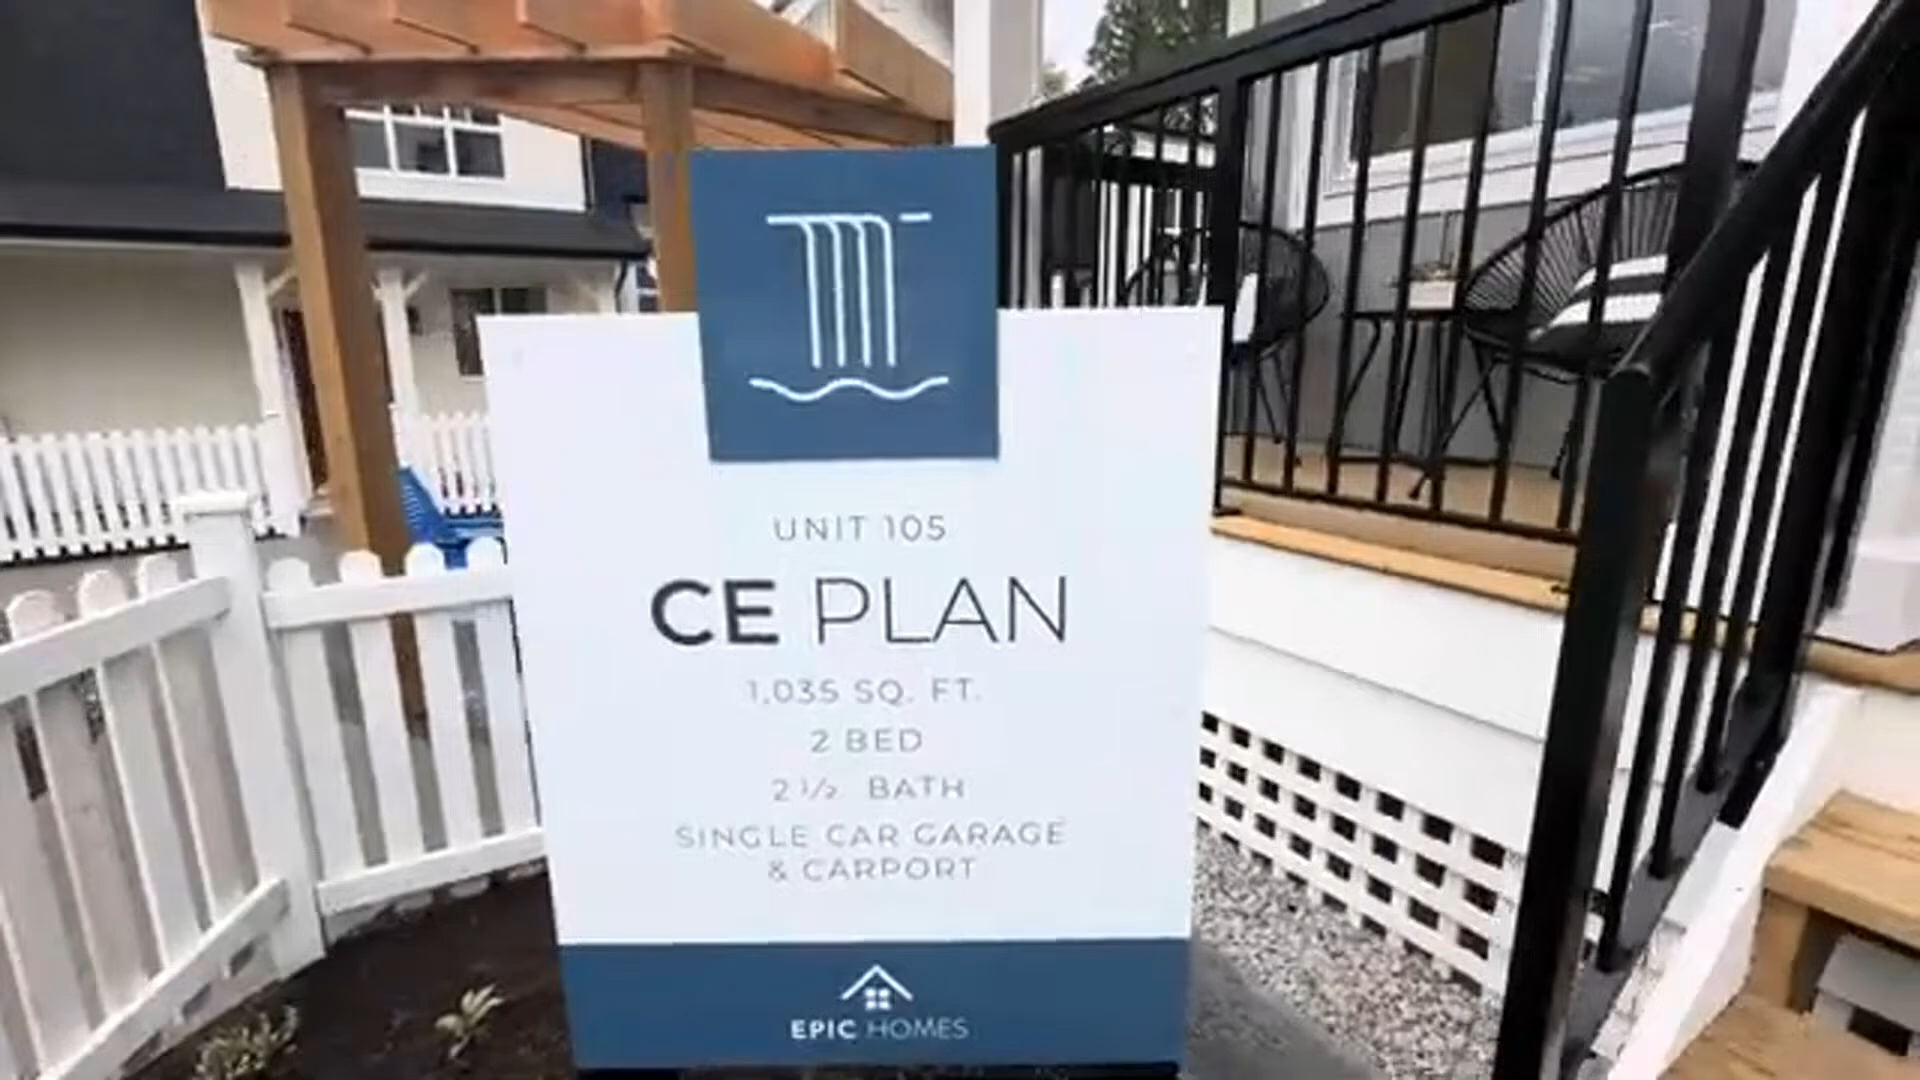 UNIT 105
CE PLAN
1,035 SQ. FT.
2 BED
2 ½ BATH
SINGLE CAR GARAGE
& CARPORT
EPIC HOMES